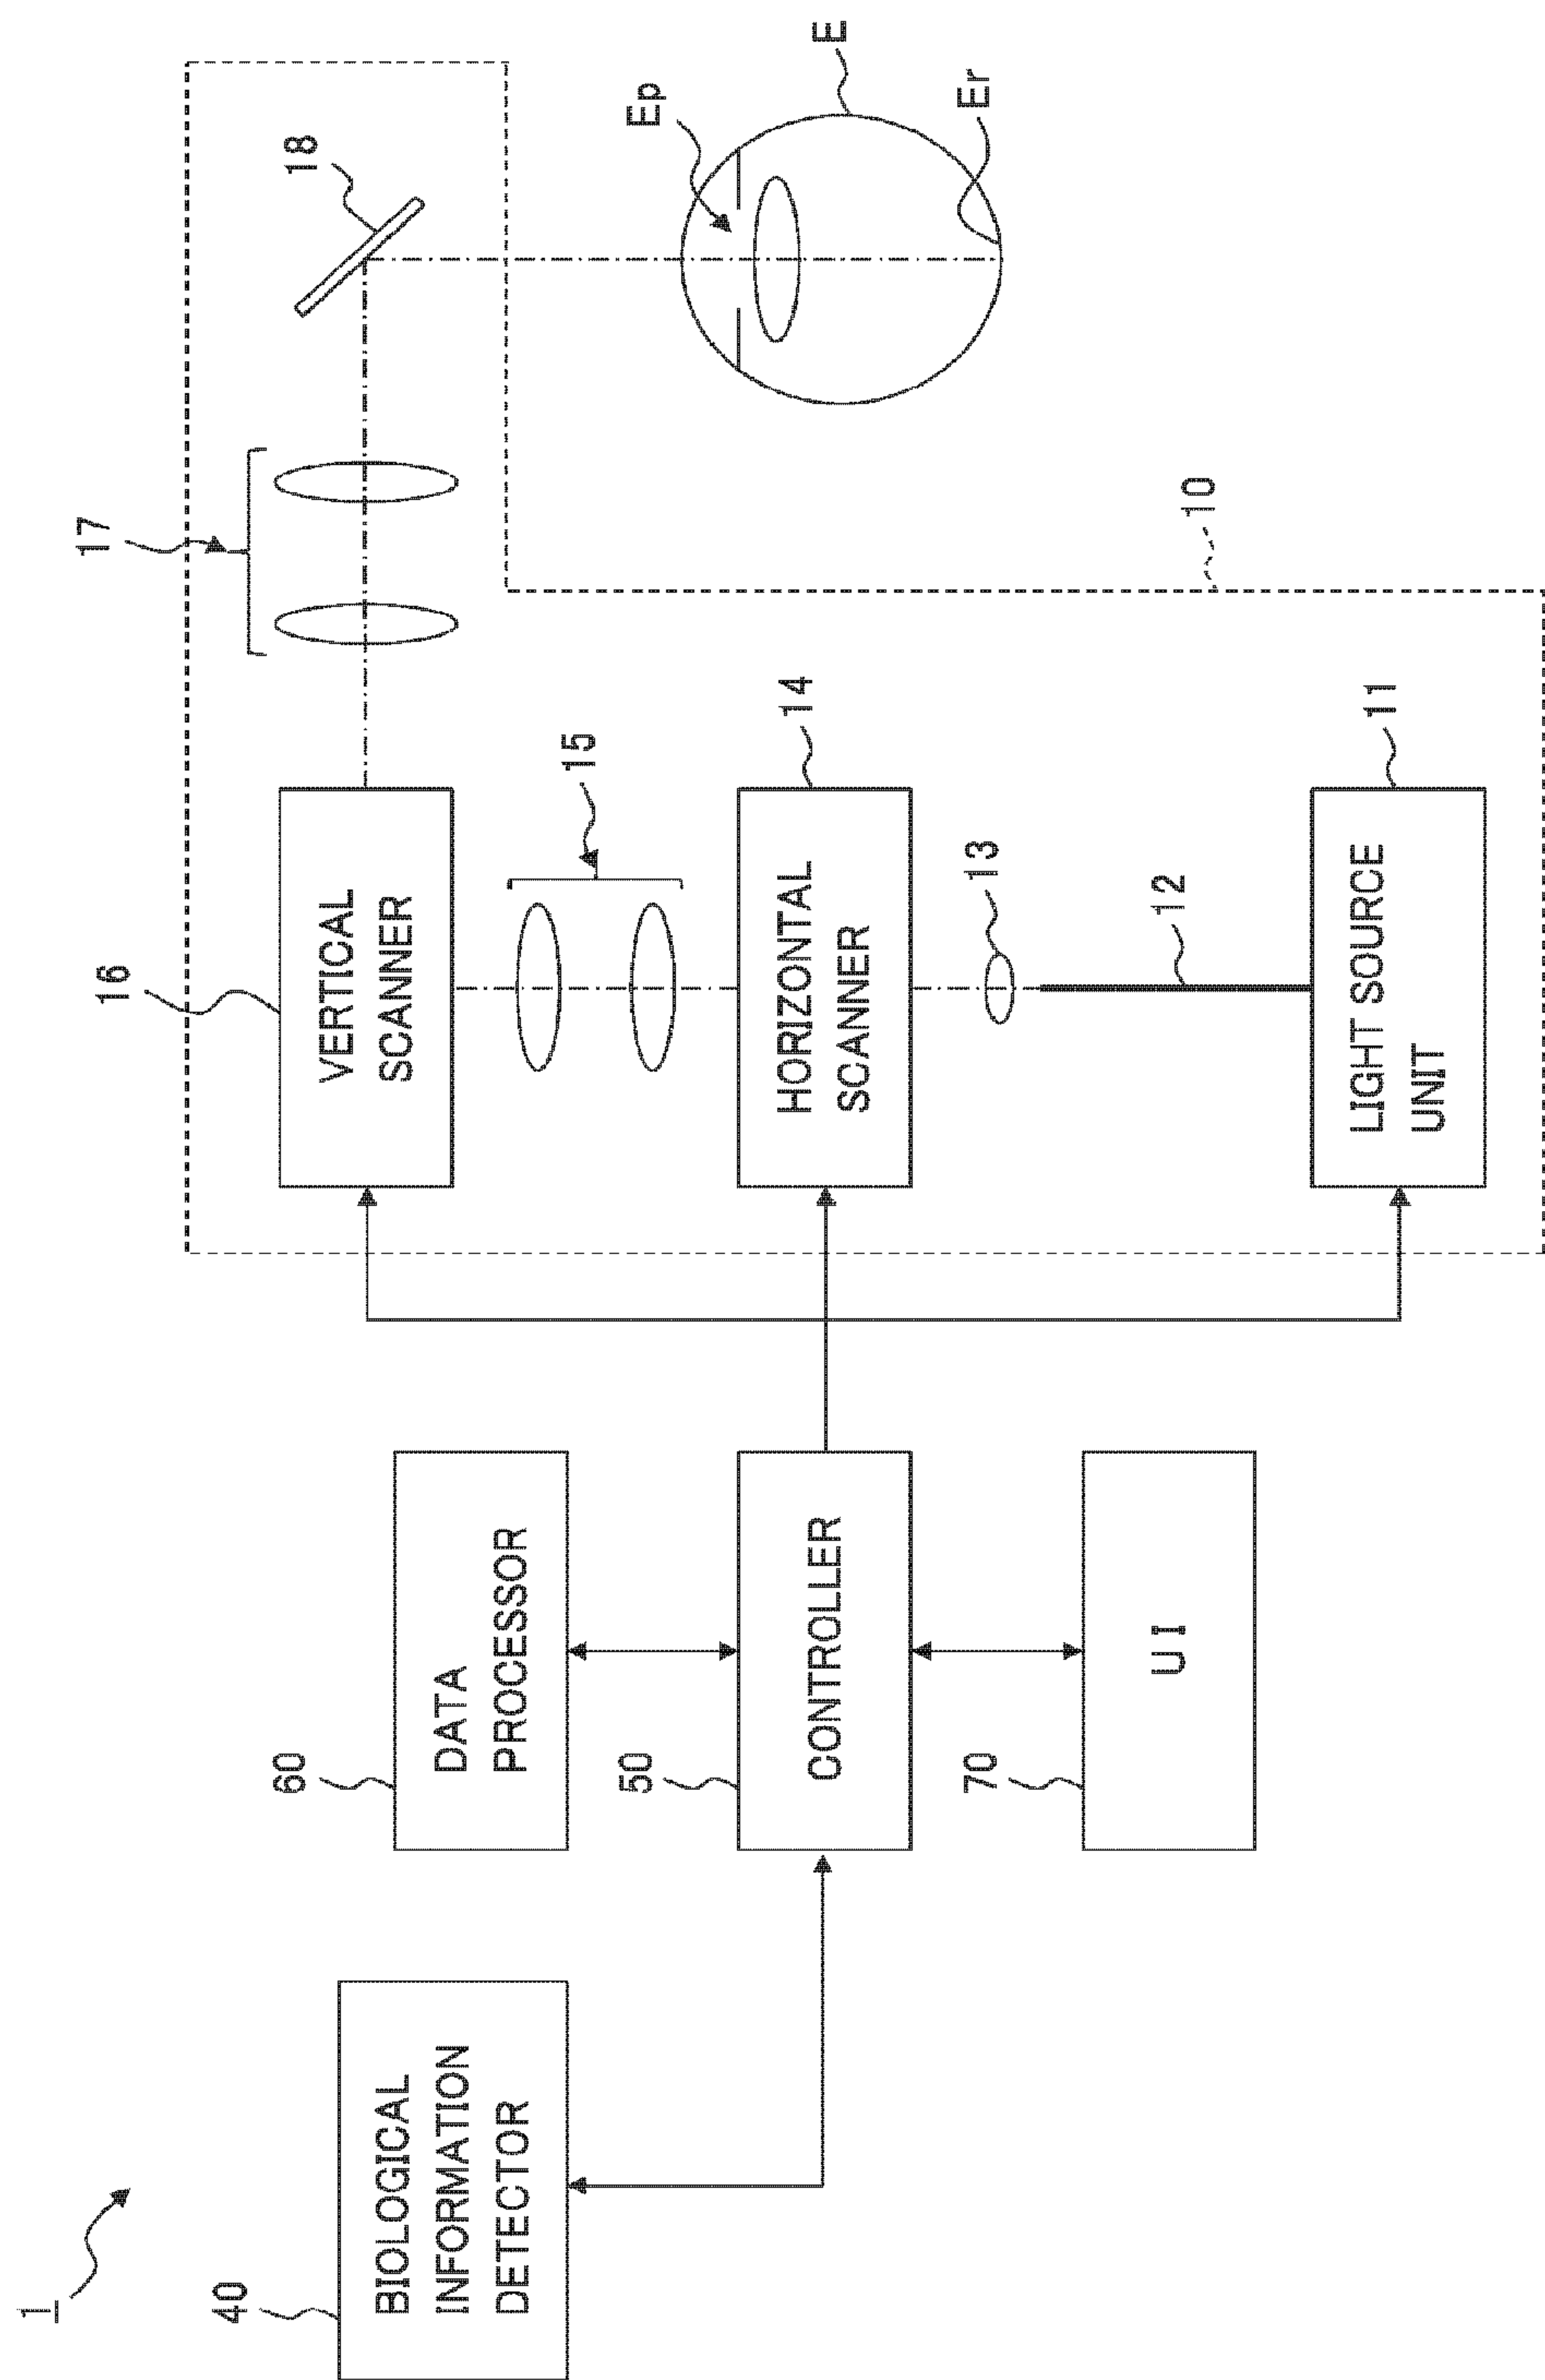 1
40
BIOLOGICAL
INFORMATION
DETECTOR
60
DATA
PROCESSOR
50
CONTROLLER
70
UI
16
VERTICAL
SCANNER
15
HORIZONTAL
SCANNER
14
13
12
LIGHT SOURCE
UNIT
11
10
17
18
Ep
E
Er